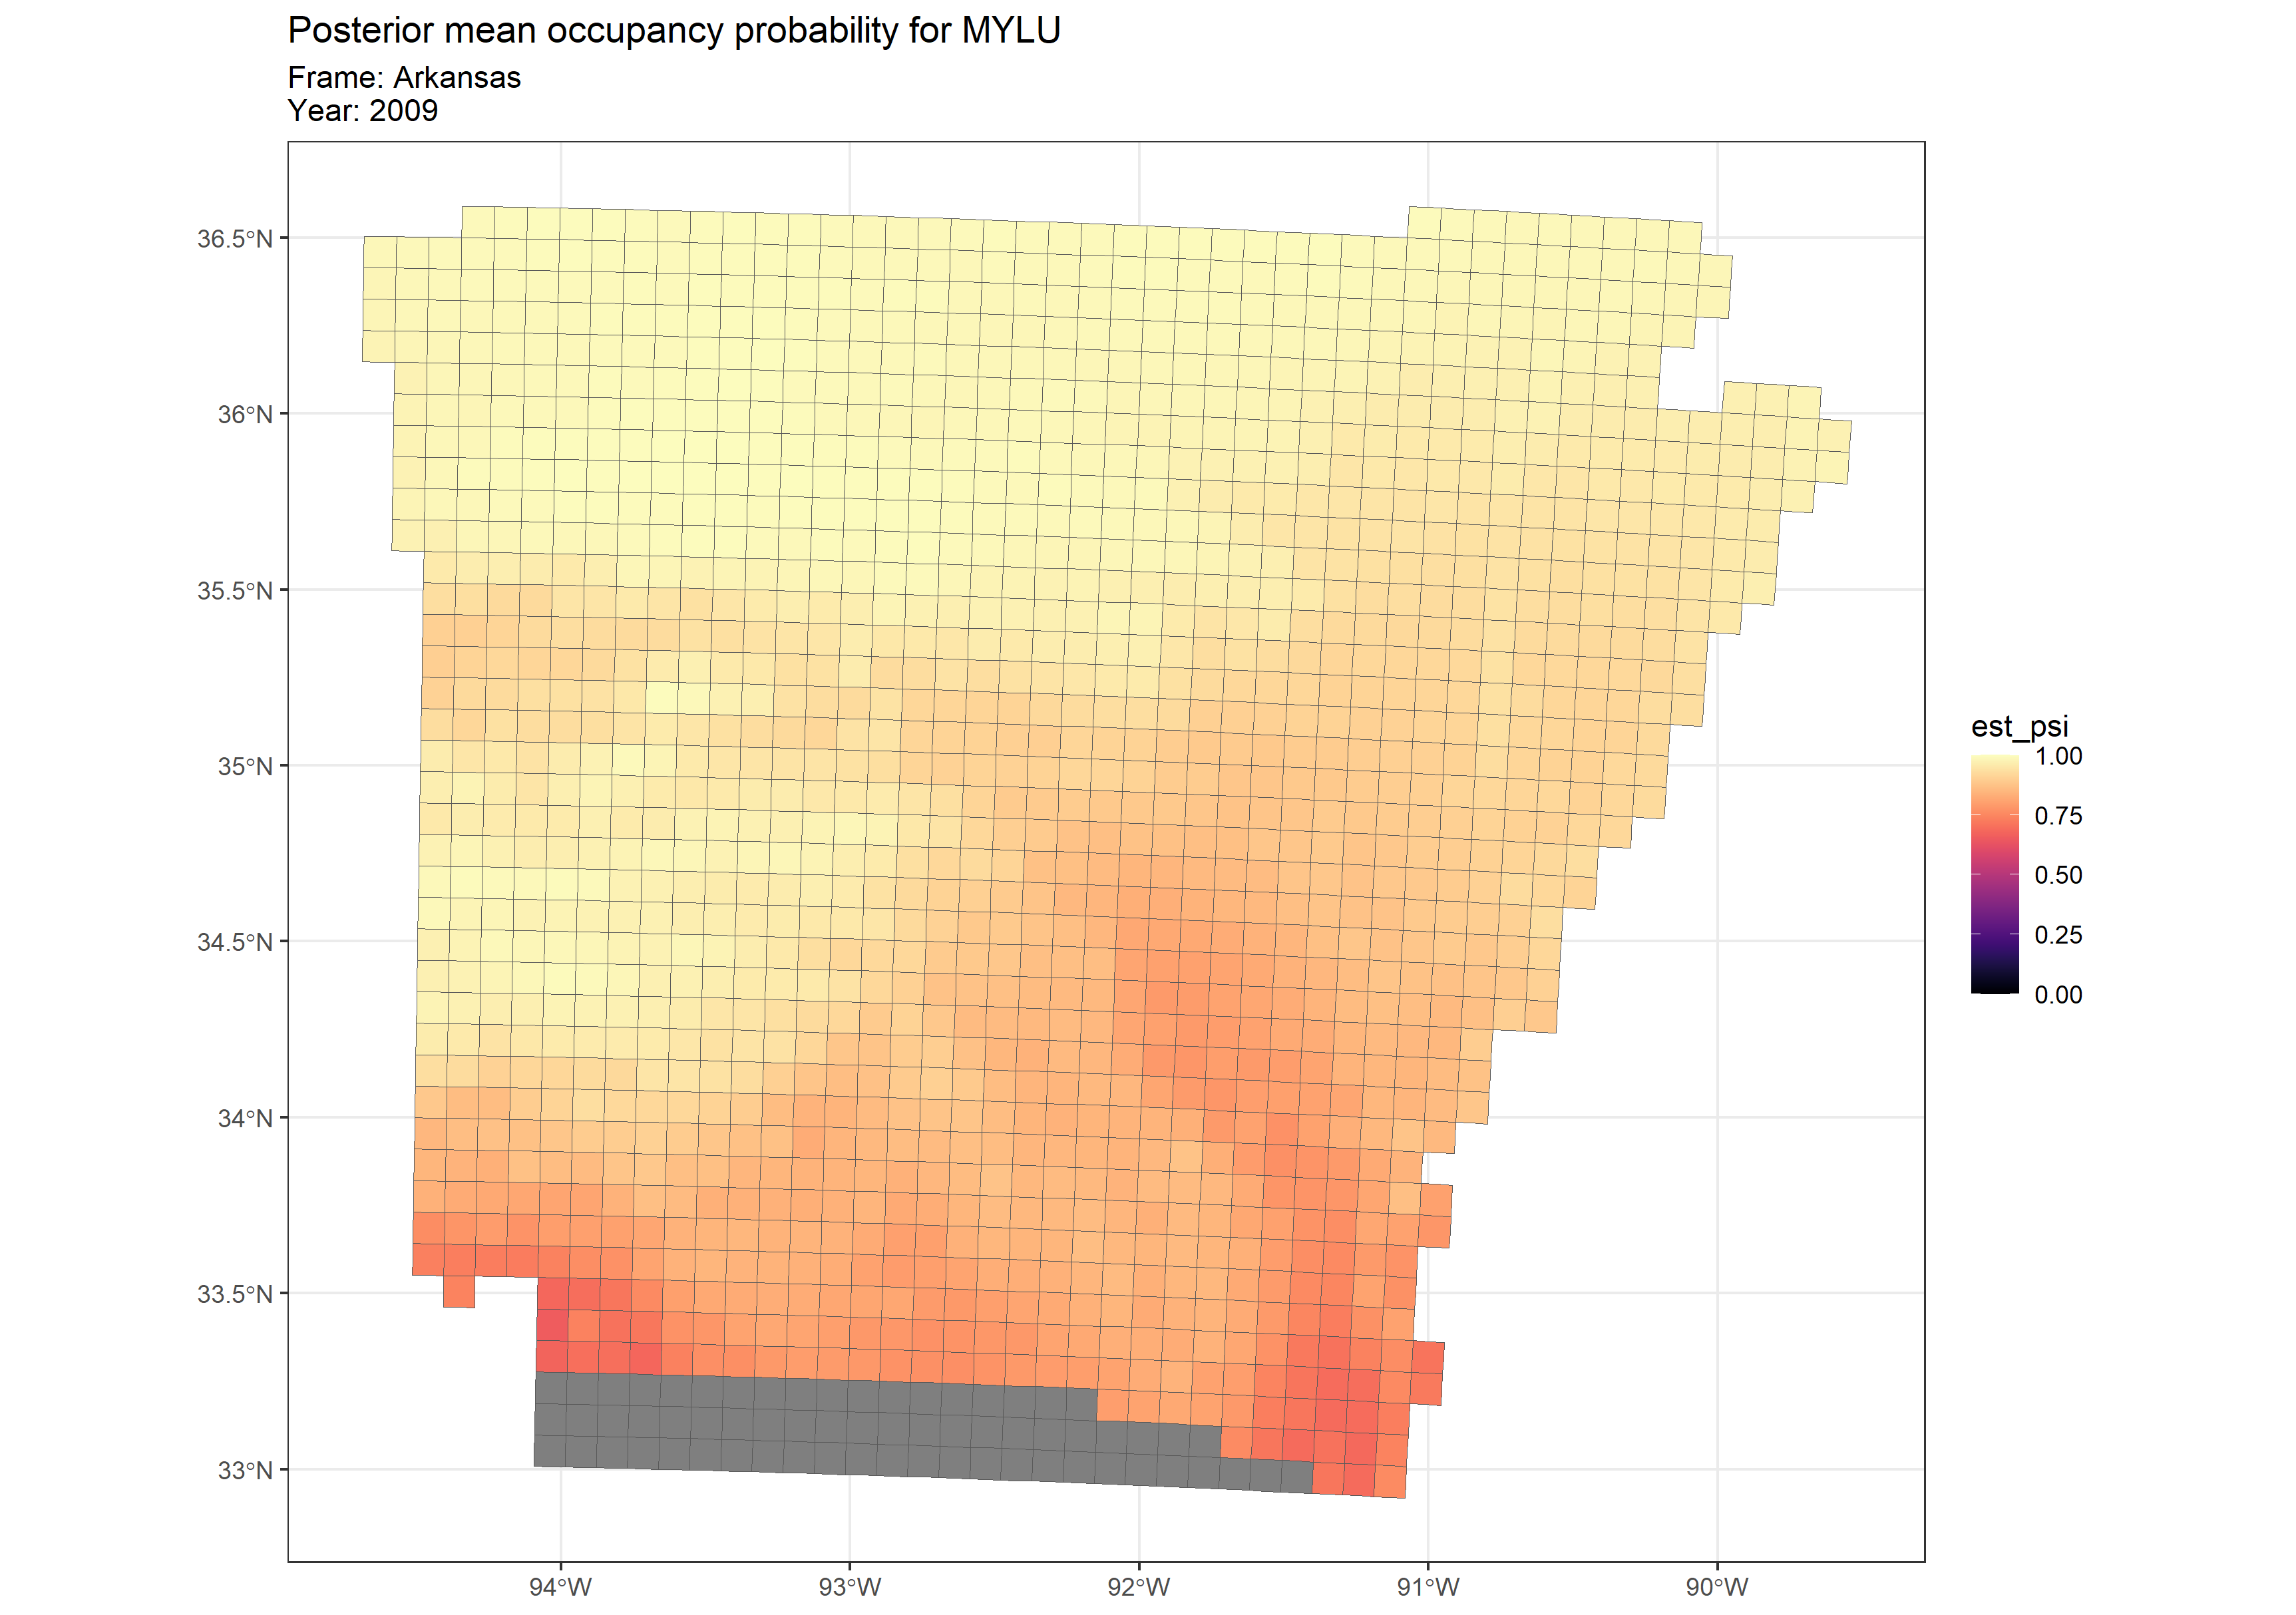 Posterior mean occupancy probability for MYLU
Frame: Arkansas
Year: 2009
36.5°N
36°N
35.5°N
35°N
34.5°N
34°N
33.5°N
33°N
94°W
93°W
92°W
91°W
90°W
est_psi
1.00
0.75
0.50
0.25
0.00